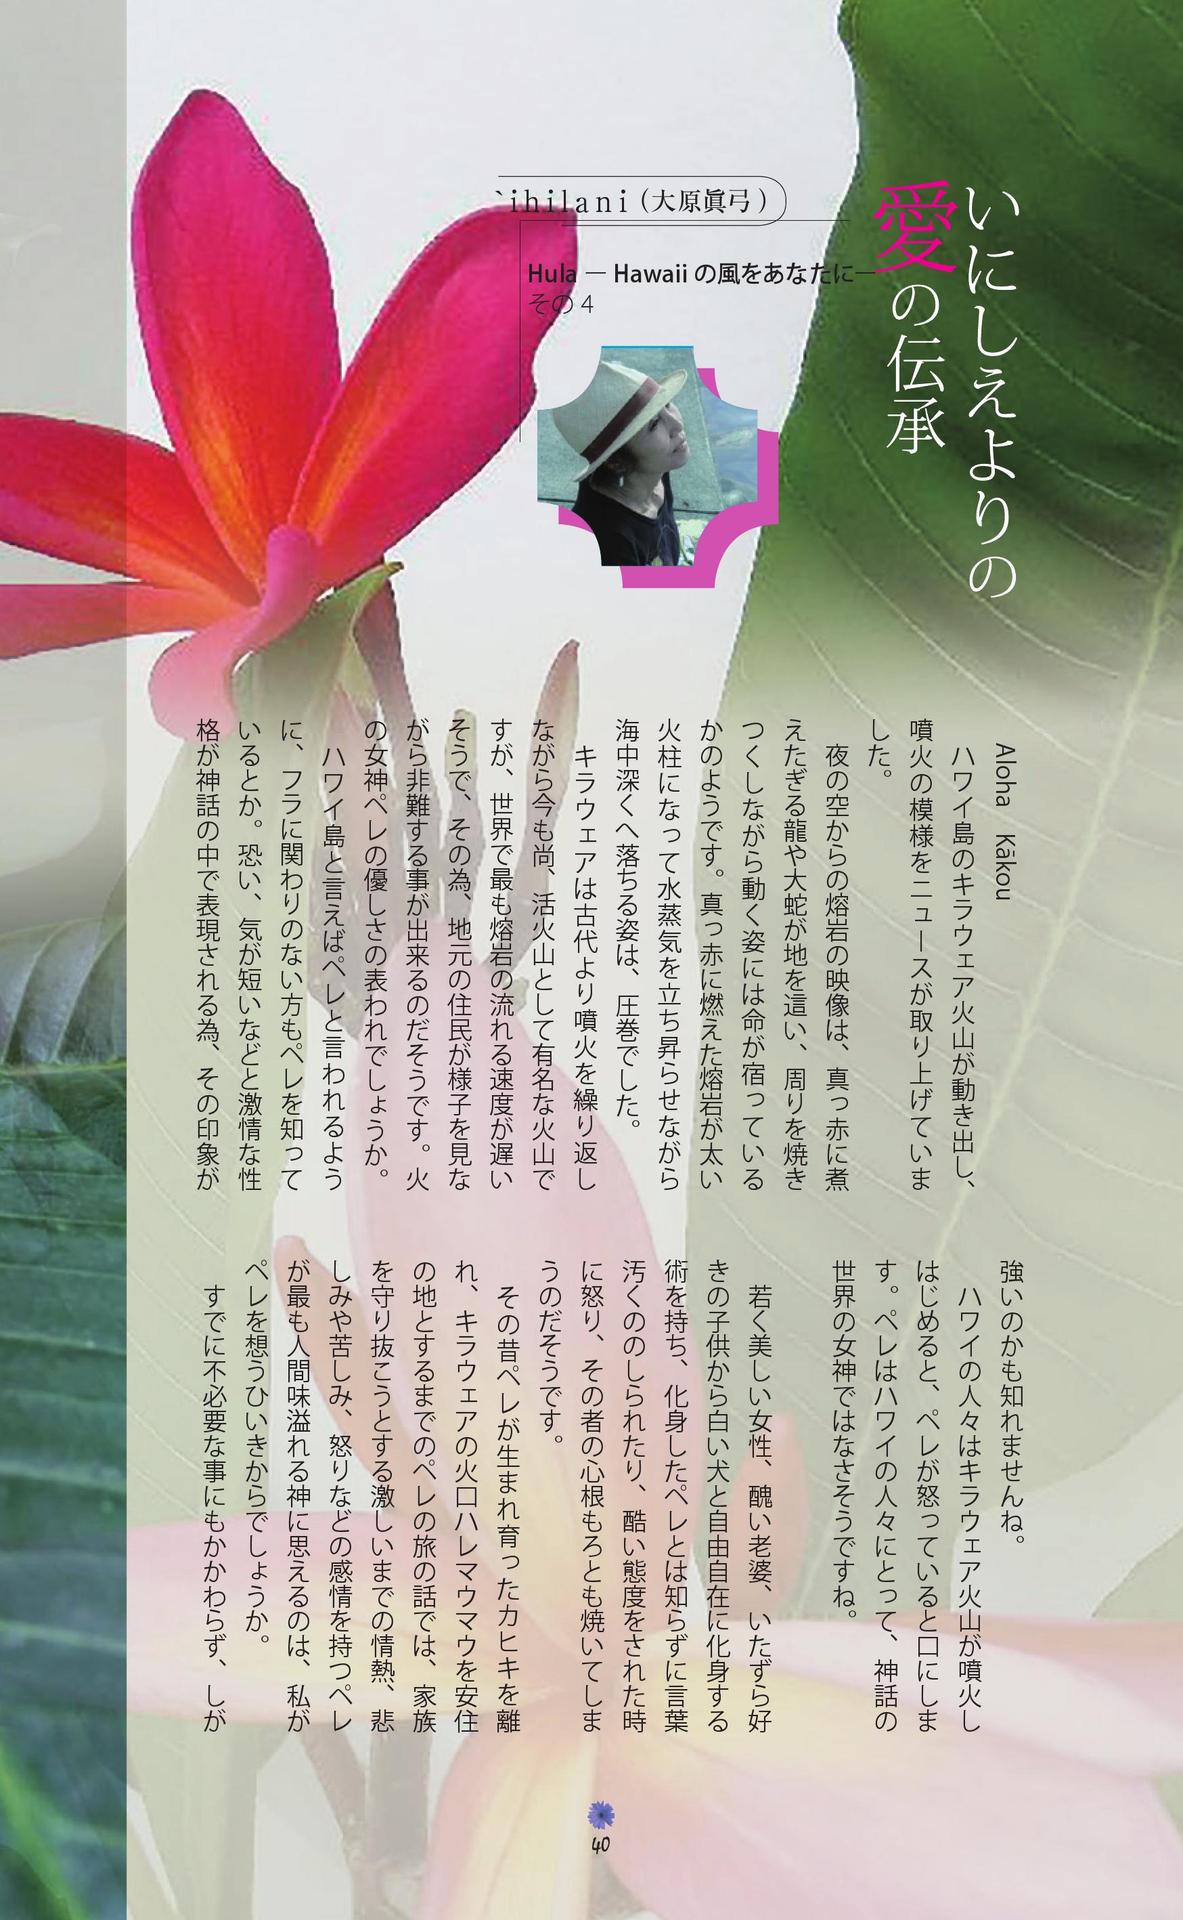 いにしえよりの
愛の伝承
`ihilani（大原眞弓）
Hula ― Hawaii の風をあなたに―
その 4
Aloha　Kākou
ハワイ島のキラウェア火山が動き出し、
噴火の模様をニュースが取り上げていま
した。
夜の空からの熔岩の映像は、真っ赤に煮
えたぎる龍や大蛇が地を這い、周りを焼き
つくしながら動く姿には命が宿っている
かのようです。真っ赤に燃えた熔岩が太い
火柱になって水蒸気を立ち昇らせながら
海中深くへ落ちる姿は、圧巻でした。
キラウェアは古代より噴火を繰り返し
ながら今も尚、活火山として有名な火山で
すが、世界で最も熔岩の流れる速度が遅い
そうで、その為、地元の住民が様子を見な
がら非難する事が出来るのだそうです。火
の女神ペレの優しさの表われでしょうか。
ハワイ島と言えばペレと言われるよう
に、フラに関わりのない方もペレを知って
いるとか。恐い、気が短いなどと激情な性
格が神話の中で表現される為、その印象が
強いのかも知れませんね。
ハワイの人々はキラウェア火山が噴火し
はじめると、ペレが怒っていると口にしま
す。ペレはハワイの人々にとって、神話の
世界の女神ではなさそうですね。
若く美しい女性、醜い老婆、いたずら好
きの子供から白い犬と自由自在に化身する
術を持ち、化身したペレとは知らずに言葉
汚くののしられたり、酷い態度をされた時
に怒り、その者の心根もろとも焼いてしま
うのだそうです。
その昔ペレが生まれ育ったカヒキを離
れ、キラウェアの火口ハレマウマウを安住
の地とするまでのペレの旅の話では、家族
を守り抜こうとする激しいまでの情熱、悲
しみや苦しみ、怒りなどの感情を持つペレ
が最も人間味溢れる神に思えるのは、私が
ペレを想うひいきからでしょうか。
すでに不必要な事にもかかわらず、しが
40